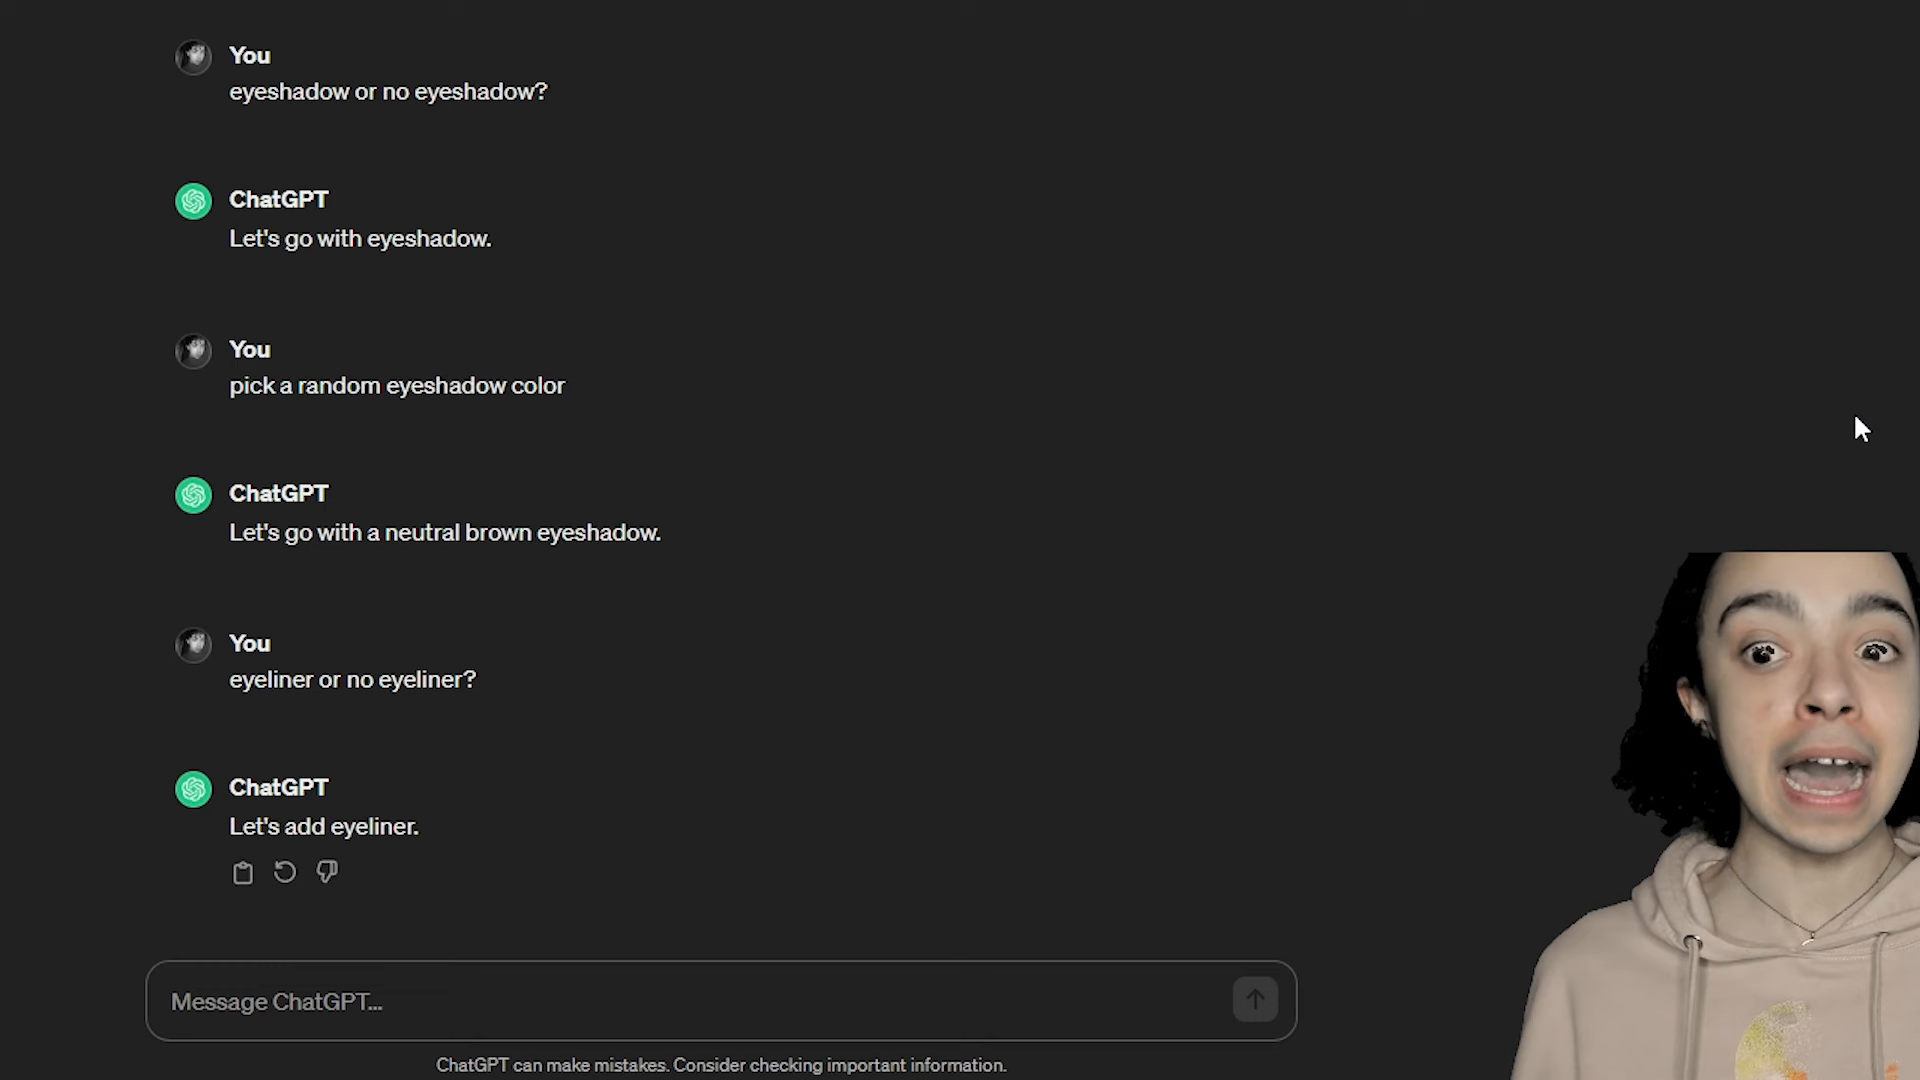 You
eyeshadow or no eyeshadow?
ChatGPT
Let's go with eyeshadow.
You
pick a random eyeshadow color
ChatGPT
Let's go with a neutral brown eyeshadow.
You
eyeliner or no eyeliner?
ChatGPT
Let's add eyeliner.
Message ChatGPT...
ChatGPT can make mistakes. Consider checking important information.